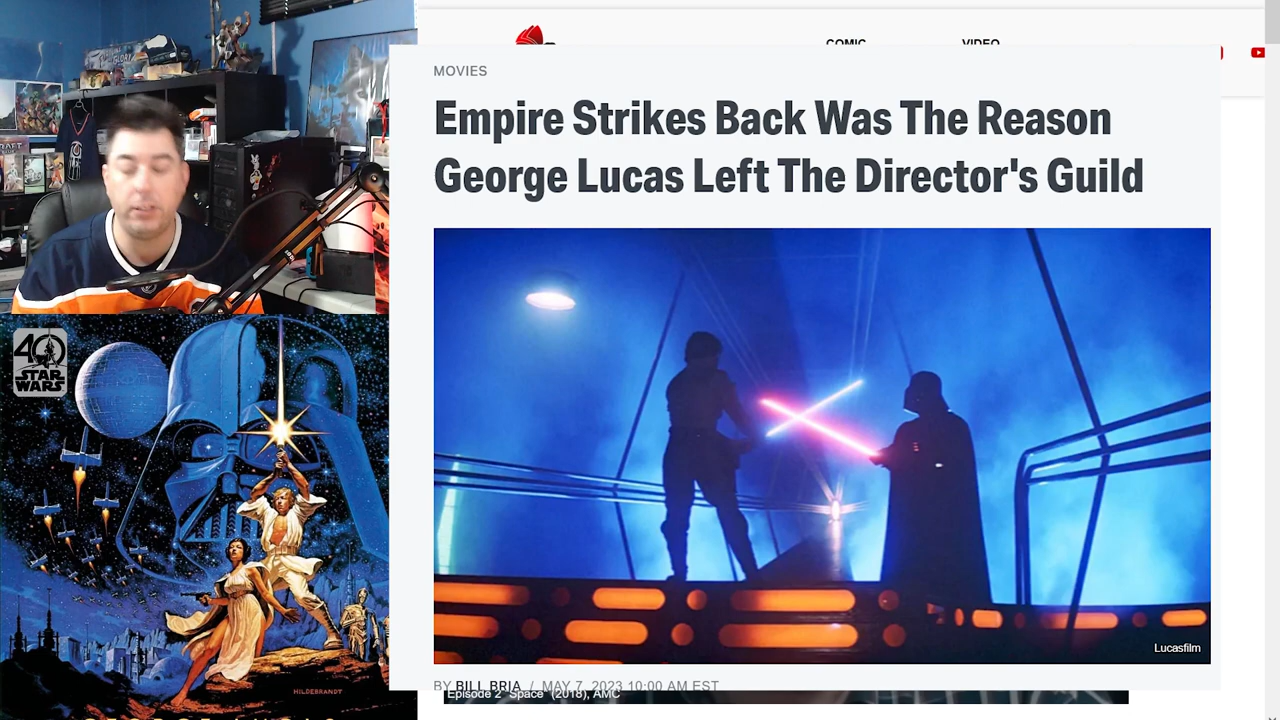 COMIC
VIDEO
MOVIES
Empire Strikes Back Was The Reason
George Lucas Left The Director's Guild
Lucasfilm
BY BILL BRIA / MAY 7, 2023 10:00 AM EST
Episode 2 "Space" (2018), AMC
40
STAR
WARS
HILDEBRANDT